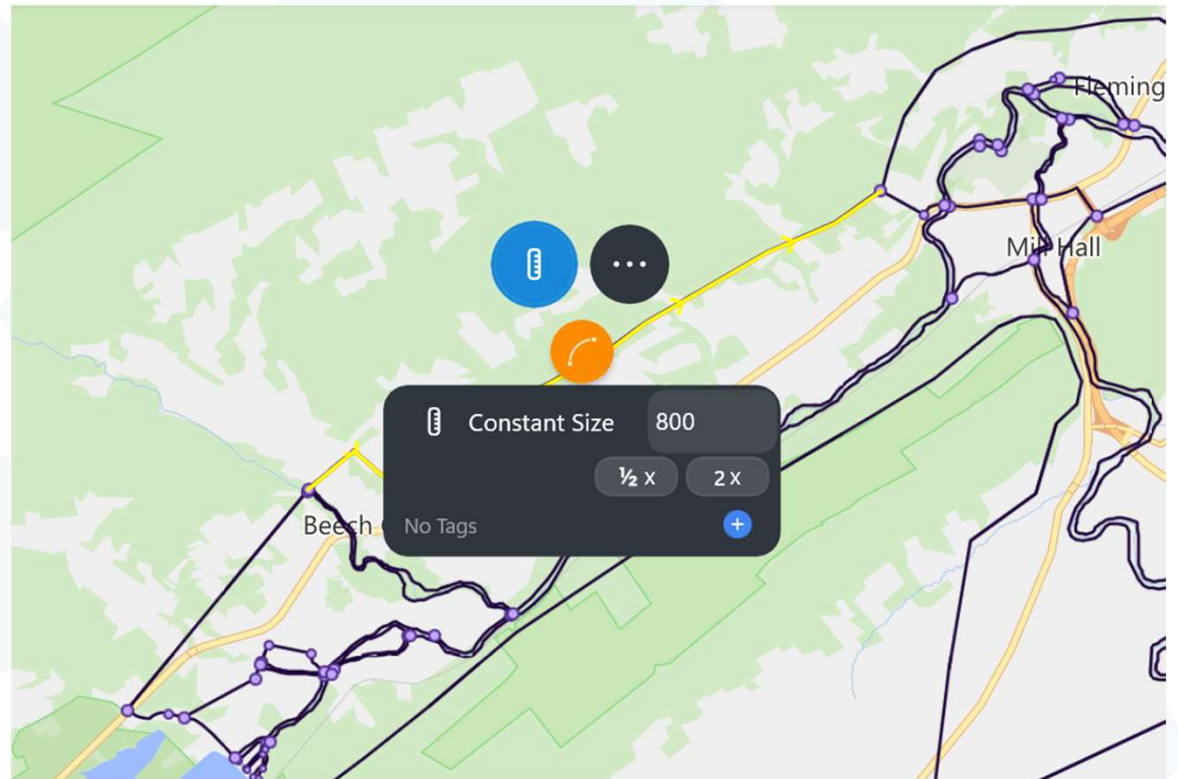 Fleming
Mill Hall
Constant Size 800
½ x 2 x
Beech
No Tags